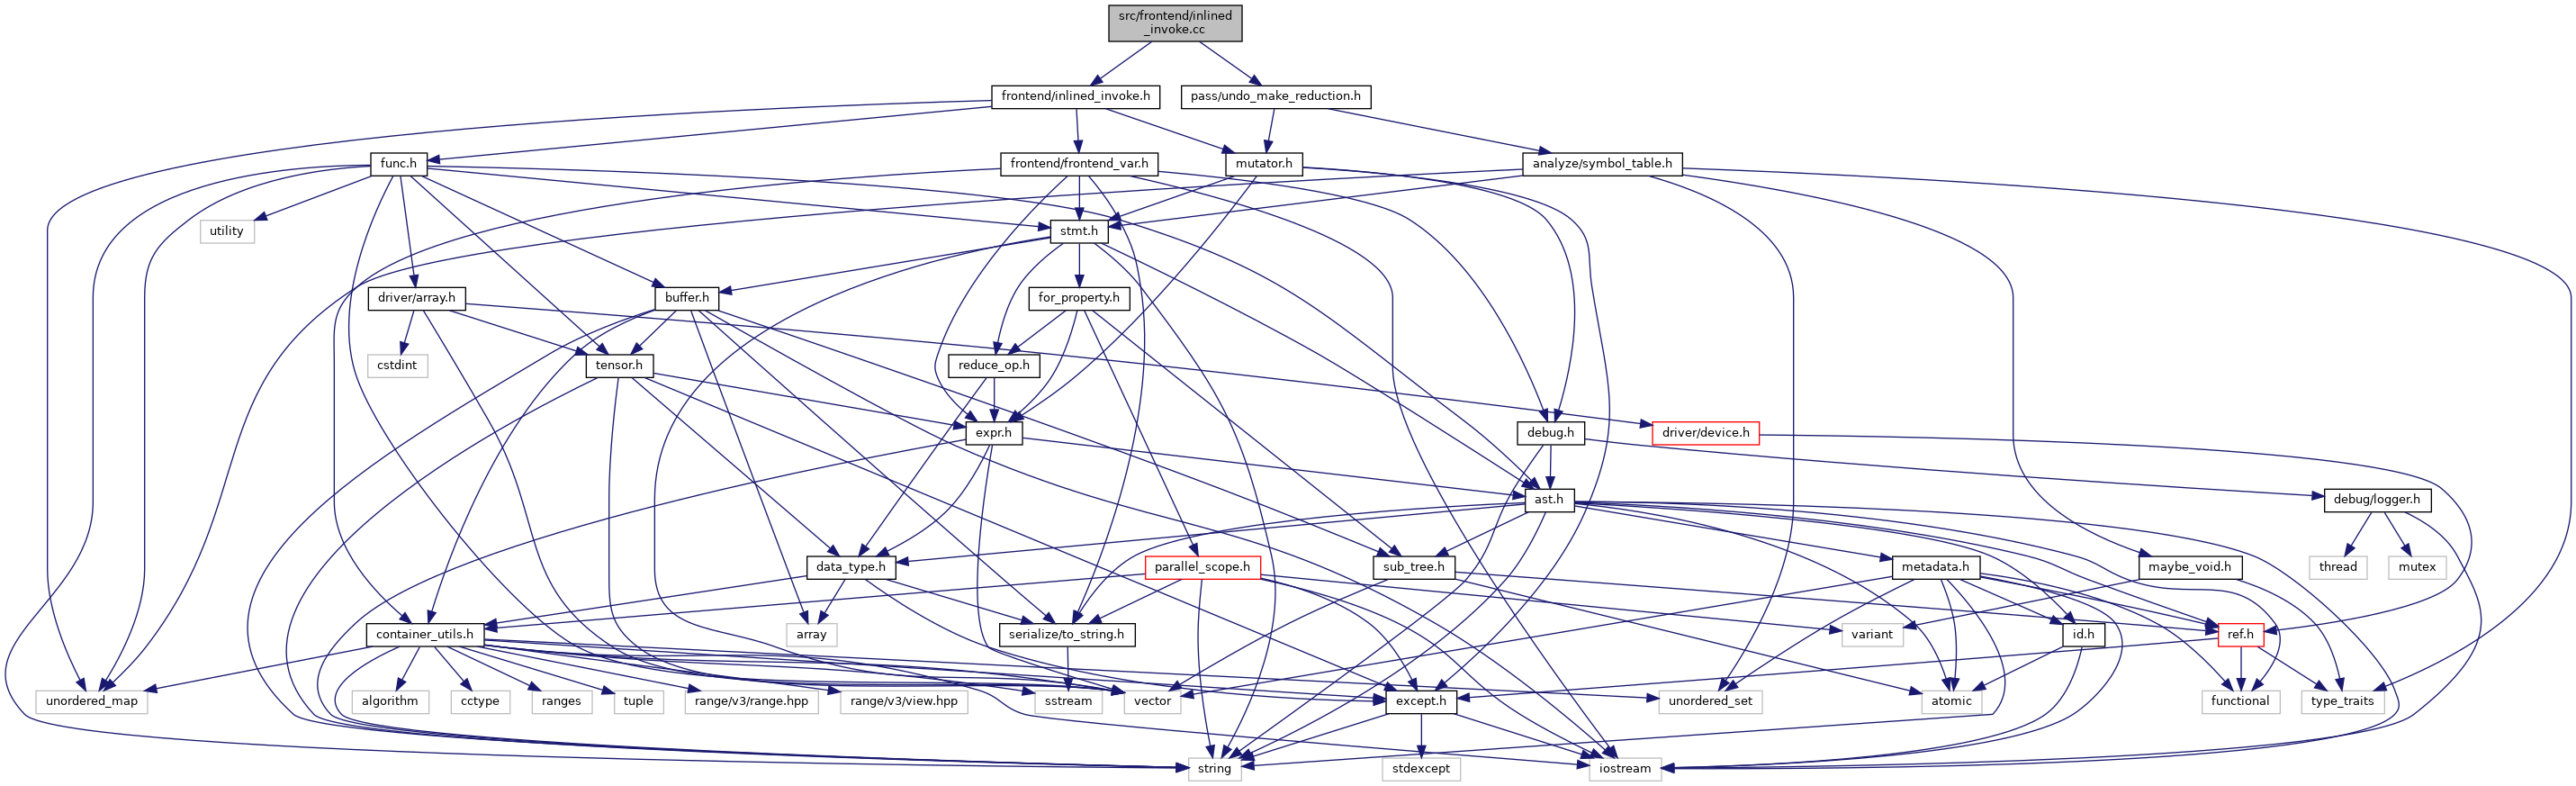 src/frontend/inlined
_invoke.cc
frontend/inlined_invoke.h
pass/undo_make_reduction.h
func.h
frontend/frontend_var.h
mutator.h
analyze/symbol_table.h
utility
stmt.h
driver/array.h
buffer.h
for_property.h
cstdint
tensor.h
reduce_op.h
expr.h
debug.h
driver/device.h
ast.h
debug/logger.h
data_type.h
parallel_scope.h
sub_tree.h
metadata.h
maybe_void.h
thread
mutex
container_utils.h
array
serialize/to_string.h
variant
id.h
ref.h
unordered_map
algorithm
cctype
ranges
tuple
range/v3/range.hpp
range/v3/view.hpp
sstream
vector
except.h
unordered_set
atomic
functional
type_traits
string
stdexcept
iostream